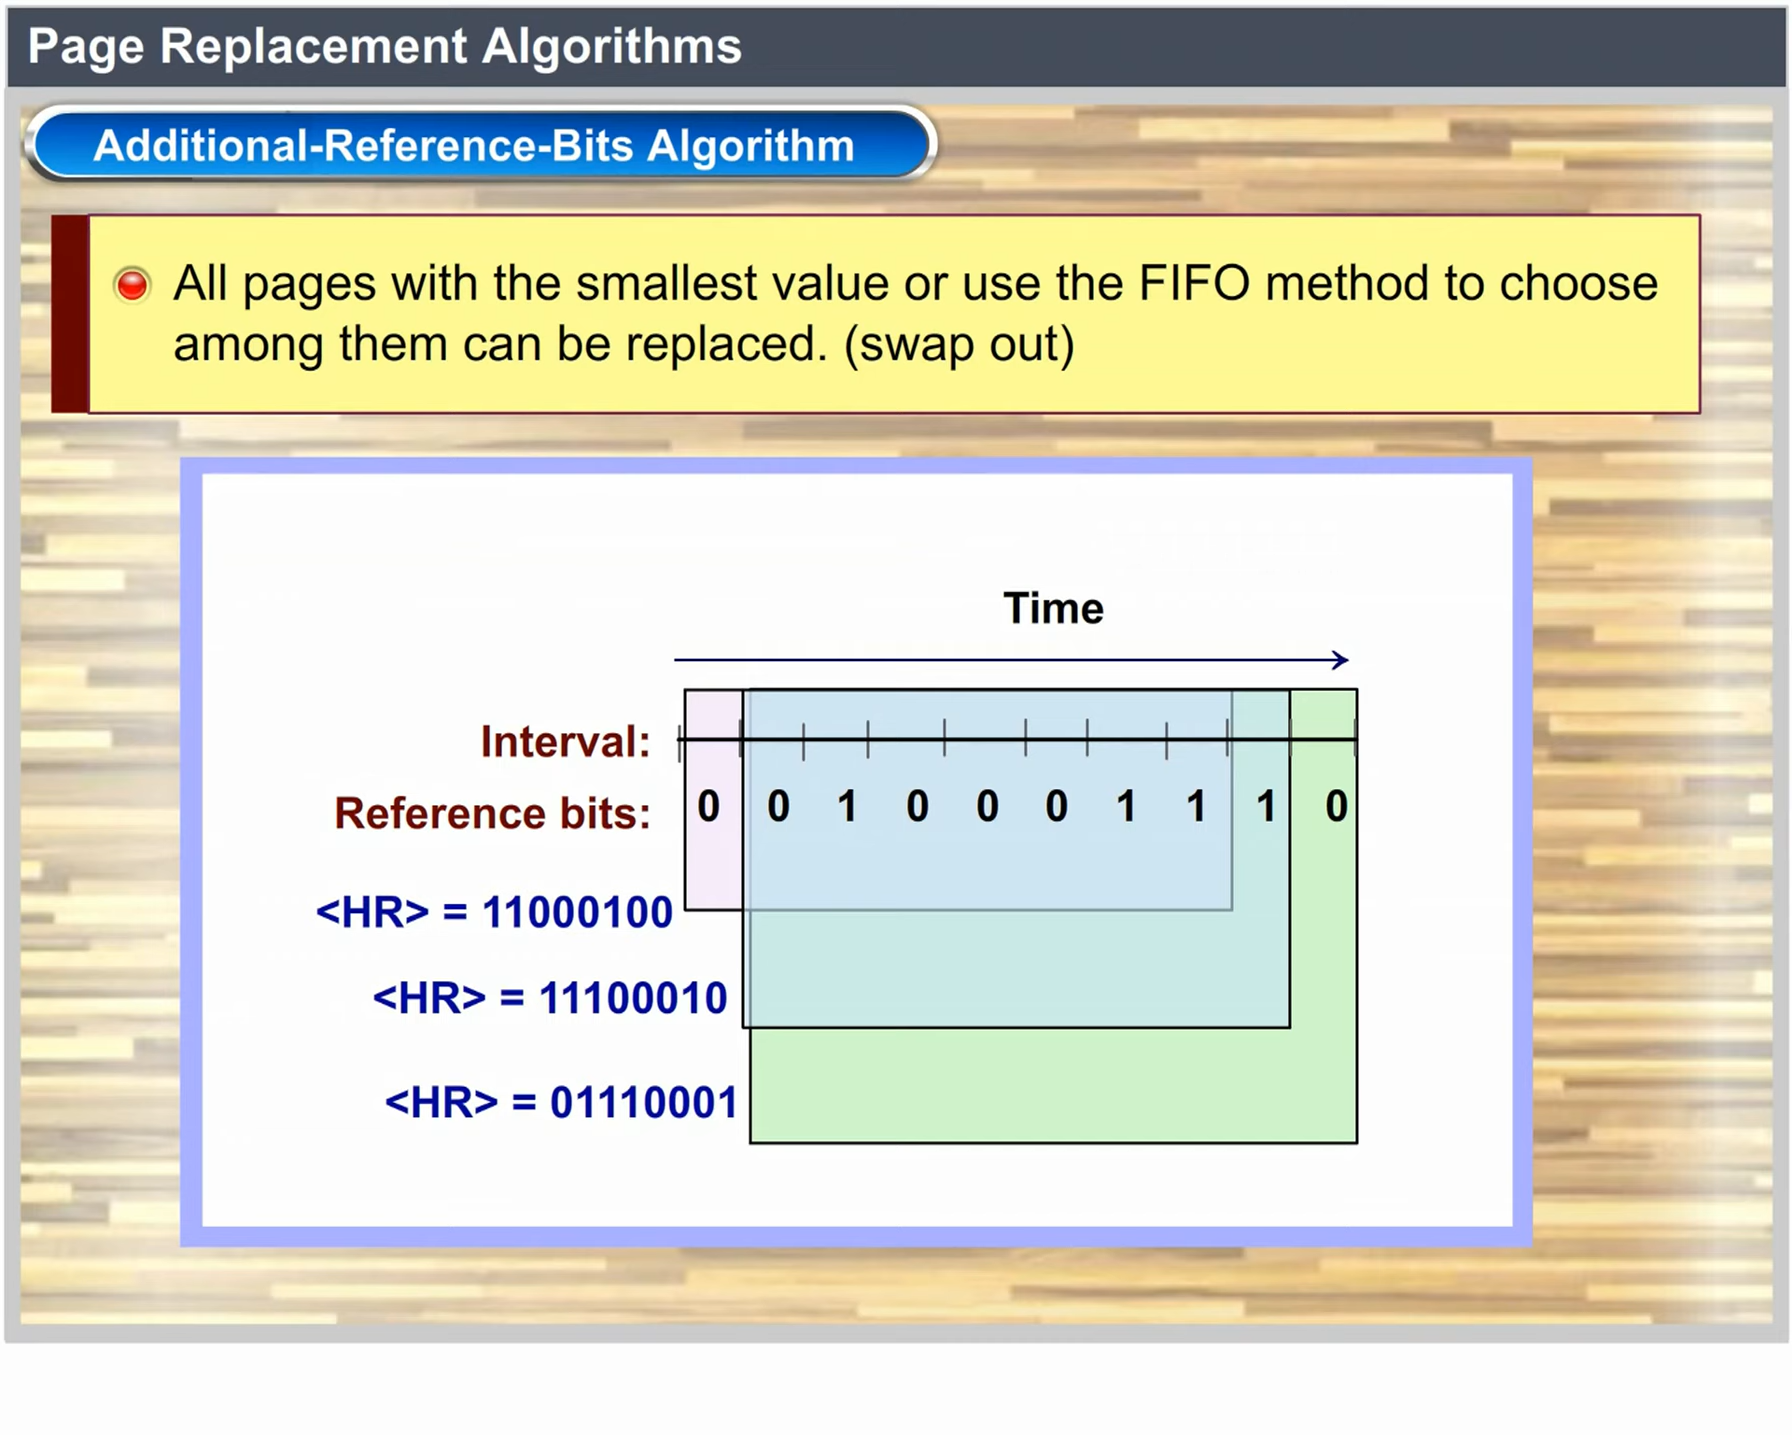 Page Replacement Algorithms
Additional-Reference-Bits Algorithm
All pages with the smallest value or use the FIFO method to choose
among them can be replaced. (swap out)
Time
Interval:
Reference bits: 0 0 1 0 0 0 1 1 1 0
<HR> = 11000100
<HR> = 11100010
<HR> = 01110001